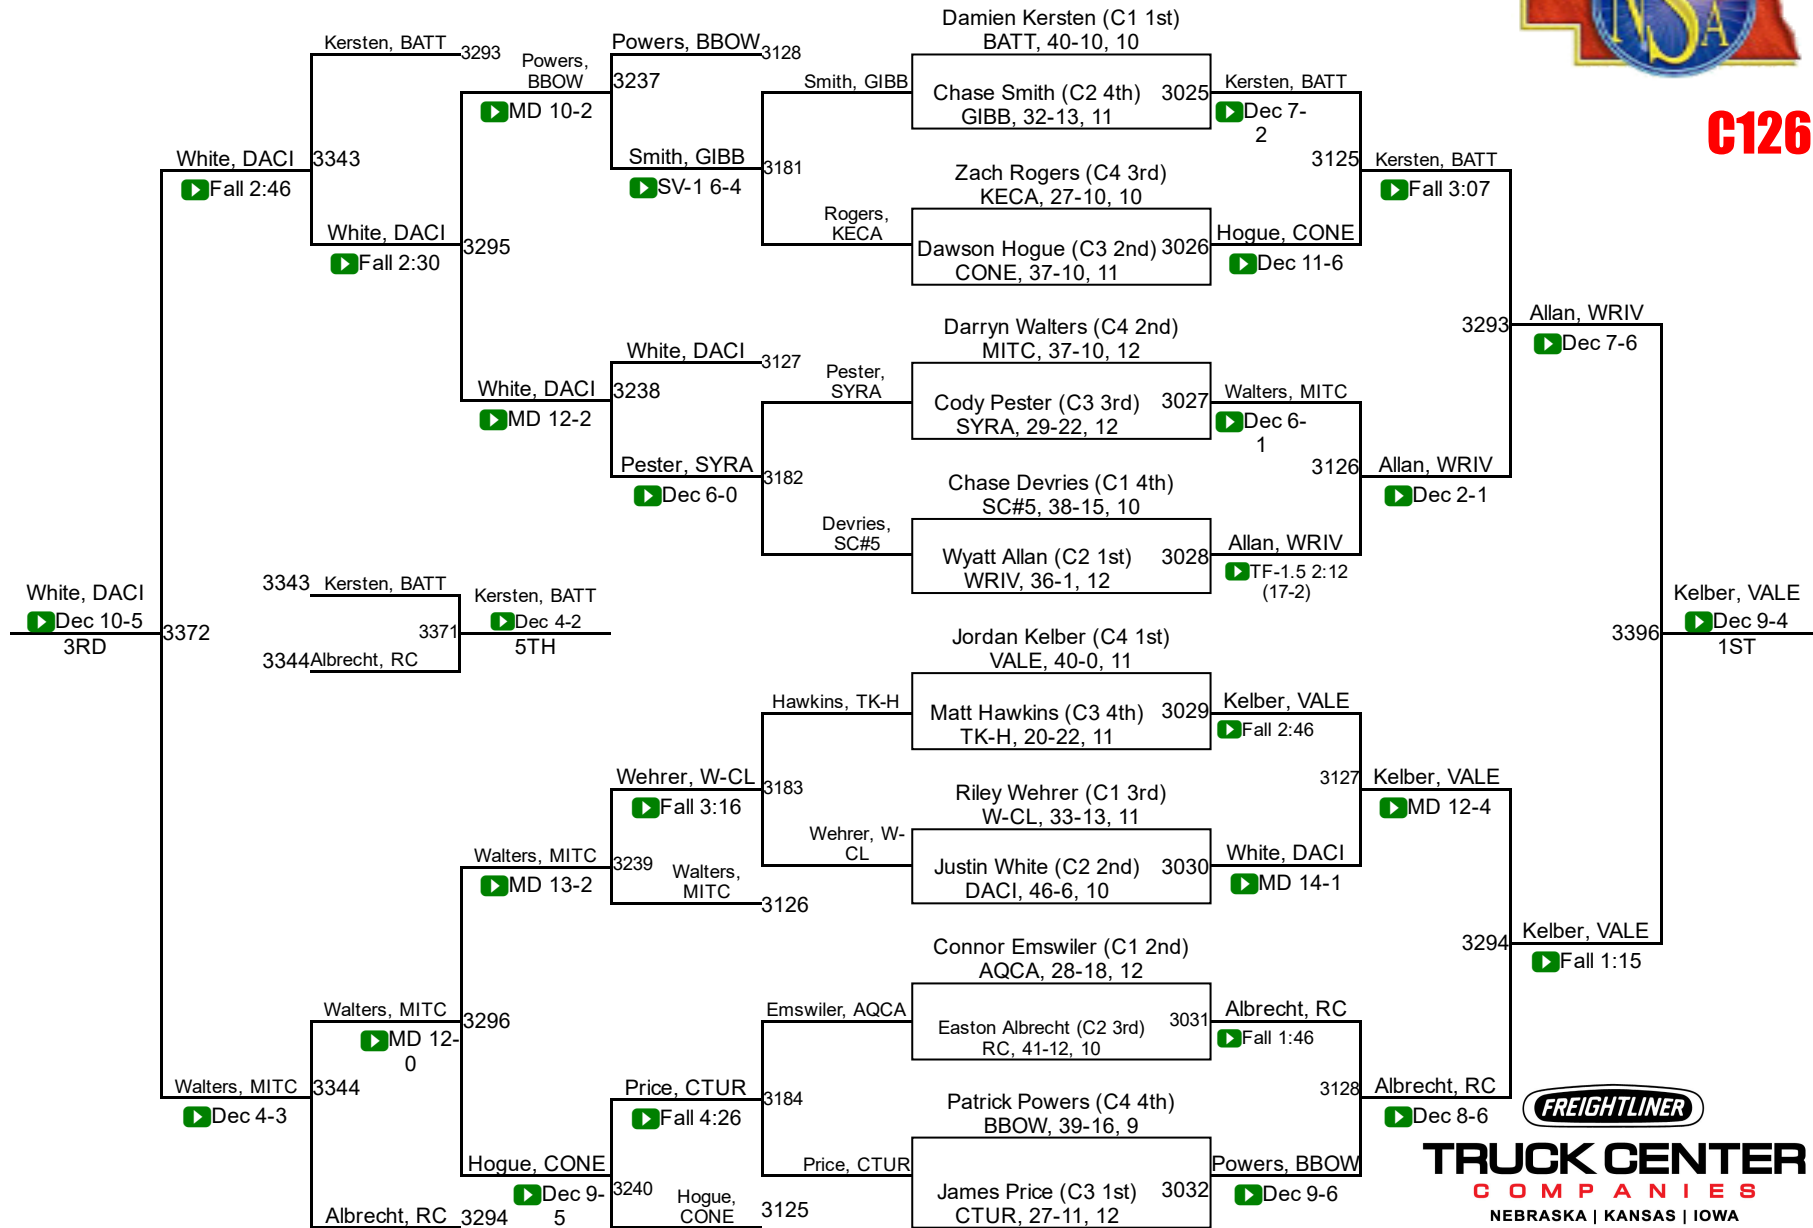 NSA
C126
Damien Kersten (C1 1st)
BATT, 40-10, 10
Chase Smith (C2 4th)
GIBB, 32-13, 11
3025
Zach Rogers (C4 3rd)
KECA, 27-10, 10
Dawson Hogue (C3 2nd)
CONE, 37-10, 11
3026
Darryn Walters (C4 2nd)
MITC, 37-10, 12
Cody Pester (C3 3rd)
SYRA, 29-22, 12
3027
Chase Devries (C1 4th)
SC#5, 38-15, 10
Wyatt Allan (C2 1st)
WRIV, 36-1, 12
3028
Jordan Kelber (C4 1st)
VALE, 40-0, 11
Matt Hawkins (C3 4th)
TK-H, 20-22, 11
3029
Riley Wehrer (C1 3rd)
W-CL, 33-13, 11
Justin White (C2 2nd)
DACI, 46-6, 10
3030
Connor Emswiler (C1 2nd)
AQCA, 28-18, 12
Easton Albrecht (C2 3rd)
RC, 41-12, 10
3031
Patrick Powers (C4 4th)
BBOW, 39-16, 9
James Price (C3 1st)
CTUR, 27-11, 12
3032
Kersten, BATT
Dec 7-
2
3125
Hogue, CONE
Dec 11-6
Walters, MITC
Dec 6-
1
3126
Allan, WRIV
TF-1.5 2:12
(17-2)
Kelber, VALE
Fall 2:46
3127
White, DACI
MD 14-1
Albrecht, RC
Fall 1:46
3128
Powers, BBOW
Dec 9-6
Kersten, BATT
Fall 3:07
3293
Allan, WRIV
Dec 2-1
Kelber, VALE
MD 12-4
3294
Albrecht, RC
Dec 8-6
Allan, WRIV
Dec 7-6
3396
Kelber, VALE
Fall 1:15
Kelber, VALE
Dec 9-4
1ST
Smith, GIBB
3181
Rogers,
KECA
Pester,
SYRA
3182
Devries,
SC#5
Hawkins, TK-H
3183
Wehrer, W-
CL
Emswiler, AQCA
3184
Price, CTUR
Powers, BBOW
3128
3237
Smith, GIBB
SV-1 6-4
White, DACI
3127
3238
Pester, SYRA
Dec 6-0
Wehrer, W-CL
Fall 3:16
3239
Walters,
MITC
3126
Price, CTUR
Fall 4:26
3240
Hogue,
CONE
3125
Powers,
BBOW
MD 10-2
3295
White, DACI
MD 12-2
Walters, MITC
MD 13-2
3296
Hogue, CONE
Dec 9-
5
Kersten, BATT
3293
3343
White, DACI
Fall 2:30
Walters, MITC
MD 12-
0
3344
Albrecht, RC
3294
White, DACI
Fall 2:46
3372
Walters, MITC
Dec 4-3
White, DACI
Dec 10-5
3RD
3343
Kersten, BATT
3371
3344
Albrecht, RC
Kersten, BATT
Dec 4-2
5TH
FREIGHTLINER
TRUCK CENTER
COMPANIES
NEBRASKA | KANSAS | IOWA